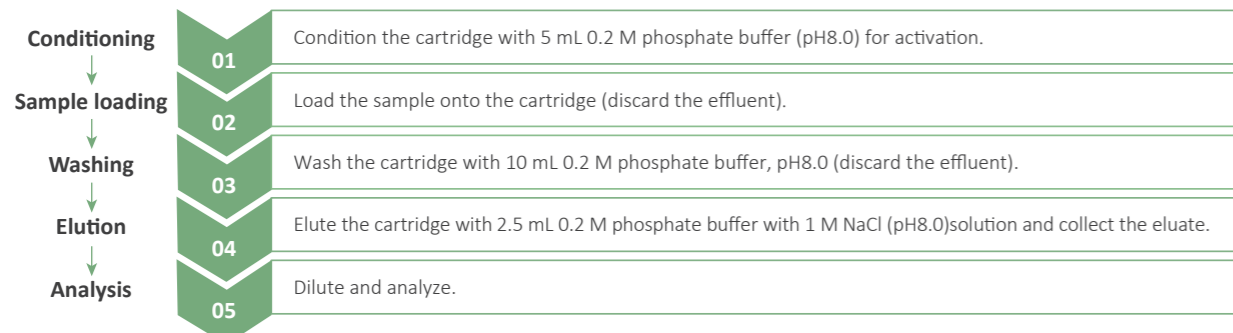 Conditioning
01
Condition the cartridge with 5 mL 0.2 M phosphate buffer (pH8.0) for activation.
Sample loading
02
Load the sample onto the cartridge (discard the effluent).
Washing
03
Wash the cartridge with 10 mL 0.2 M phosphate buffer, pH8.0 (discard the effluent).
Elution
04
Elute the cartridge with 2.5 mL 0.2 M phosphate buffer with 1 M NaCl (pH8.0)solution and collect the eluate.
Analysis
05
Dilute and analyze.